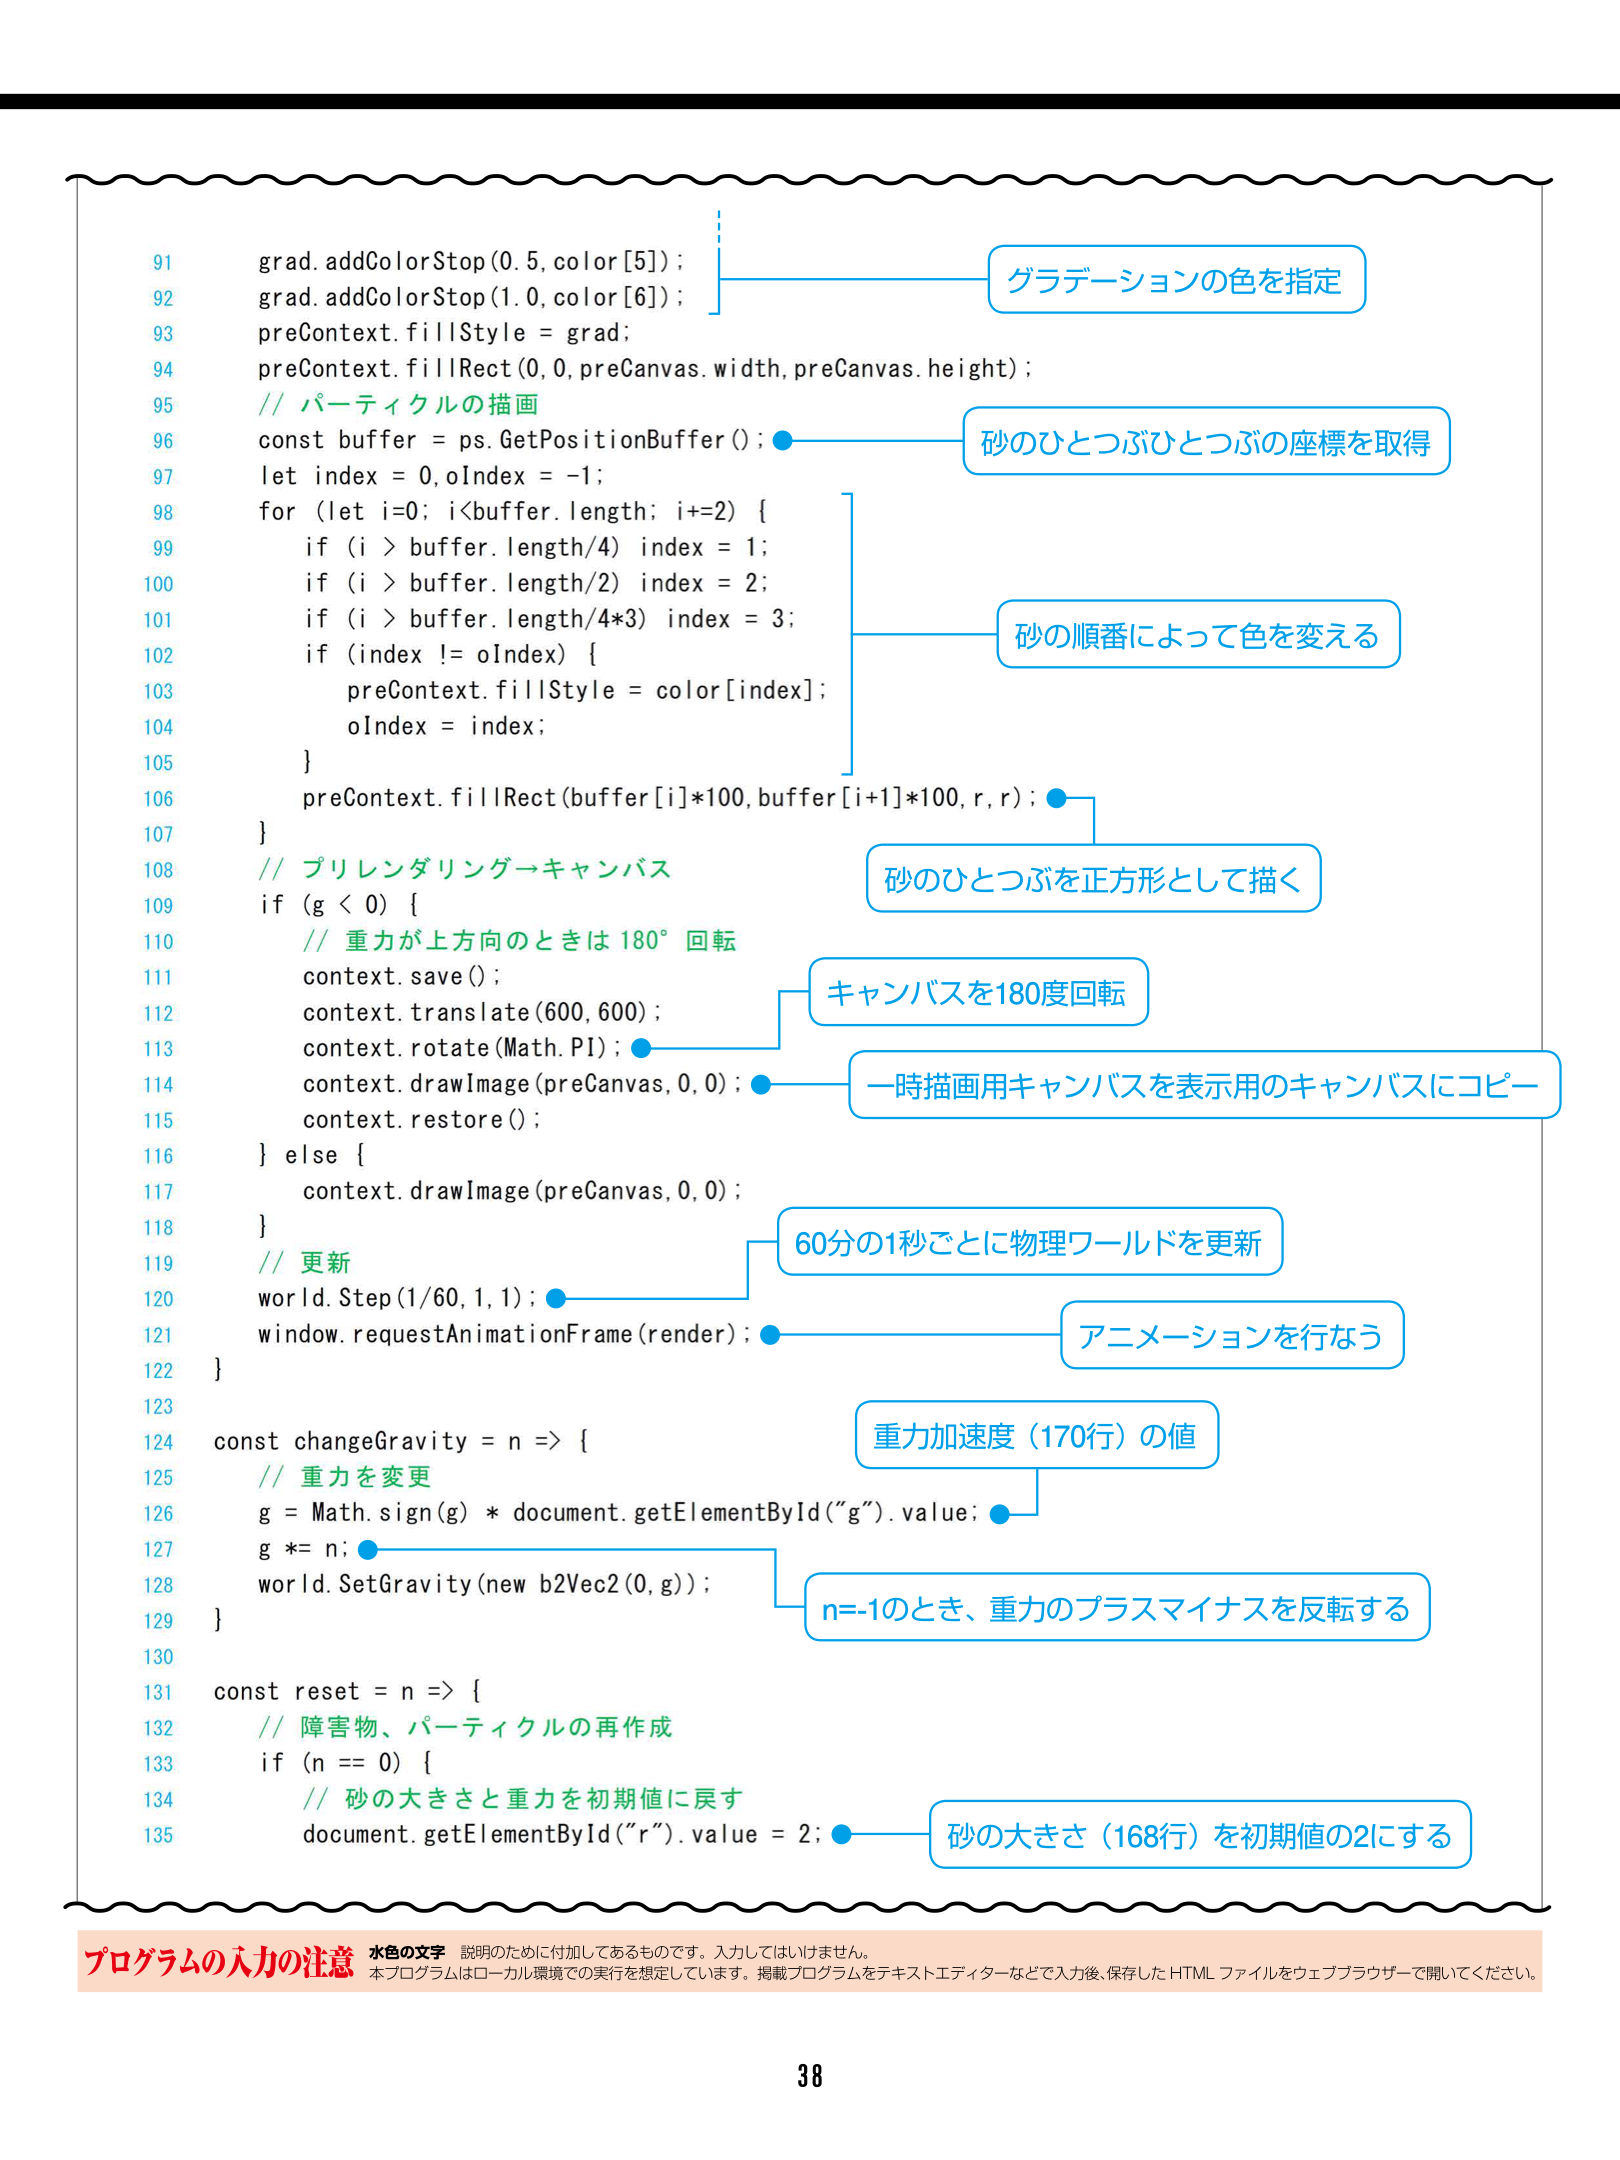 91 grad.addColorStop(0.5,color[5]);
92 grad.addColorStop(1.0,color[6]);
グラデーションの色を指定
93 preContext.fillStyle = grad;
94 preContext.fillRect(0,0,preCanvas.width,preCanvas.height);
95 // パーティクルの描画
96 const buffer = ps.GetPositionBuffer();
砂のひとつぶひとつぶの座標を取得
97 let index = 0,oIndex = -1;
98 for (let i=0; i<buffer.length; i+=2) {
99 if (i > buffer.length/4) index = 1;
100 if (i > buffer.length/2) index = 2;
101 if (i > buffer.length/4*3) index = 3;
砂の順番によって色を変える
102 if (index != oIndex) {
103 preContext.fillStyle = color[index];
104 oIndex = index;
105 }
106 preContext.fillRect(buffer[i]*100,buffer[i+1]*100,r,r);
砂のひとつぶを正方形として描く
107 }
108 // プリレンダリング→キャンバス
109 if (g < 0) {
110 // 重力が上方向のときは180°回転
111 context.save();
112 context.translate(600,600);
113 context.rotate(Math.PI);
キャンバスを180度回転
114 context.drawImage(preCanvas,0,0);
一時描画用キャンバスを表示用のキャンバスにコピー
115 context.restore();
116 } else {
117 context.drawImage(preCanvas,0,0);
118 }
119 // 更新
120 world.Step(1/60,1,1);
60分の1秒ごとに物理ワールドを更新
121 window.requestAnimationFrame(render);
アニメーションを行なう
122 }
123
124 const changeGravity = n => {
125 // 重力を変更
126 g = Math.sign(g) * document.getElementById("g").value;
重力加速度（170行）の値
127 g *= n;
n=-1のとき、重力のプラスマイナスを反転する
128 world.SetGravity(new b2Vec2(0,g));
129 }
130
131 const reset = n => {
132 // 障害物、パーティクルの再作成
133 if (n == 0) {
134 // 砂の大きさと重力を初期値に戻す
135 document.getElementById("r").value = 2;
砂の大きさ（168行）を初期値の2にする
プログラムの入力の注意
水色の文字 説明のために付加してあるものです。入力してはいけません。
本プログラムはローカル環境での実行を想定しています。掲載プログラムをテキストエディターなどで入力後、保存した HTML ファイルをウェブブラウザーで開いてください。
38